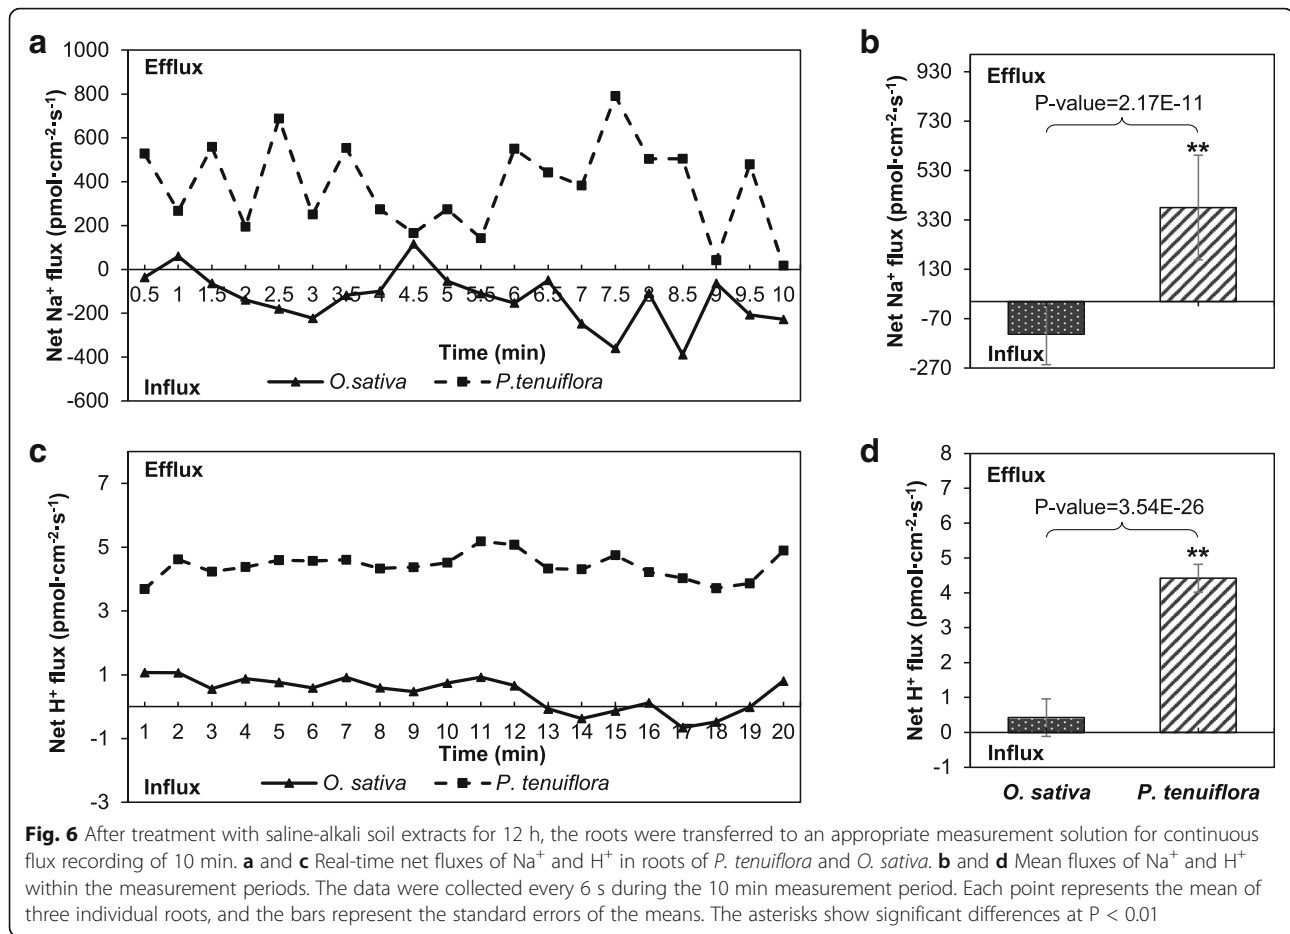 a
1000
800
600
400
200
0
-200
-400
-600
Net Na⁺ flux (pmol·cm⁻²·s⁻¹)
Efflux
0.5 1 1.5 2 2.5 3 3.5 4 4.5 5 5.5 6 6.5 7 7.5 8 8.5 9 9.5 10
Time (min)
Influx
O.sativa P.tenuiflora
b
930
730
530
330
130
-70
-270
Net Na⁺ flux (pmol·cm⁻²·s⁻¹)
Efflux
P-value=2.17E-11
**
Influx
c
7
5
3
1
-1
-3
Net H⁺ flux (pmol·cm⁻²·s⁻¹)
Efflux
1 2 3 4 5 6 7 8 9 10 11 12 13 14 15 16 17 18 19 20
Time (min)
Influx
O. sativa P. tenuiflora
d
8
7
6
5
4
3
2
1
0
-1
Net H⁺ flux (pmol·cm⁻²·s⁻¹)
Efflux
P-value=3.54E-26
**
Influx
O. sativa P. tenuiflora
Fig. 6 After treatment with saline-alkali soil extracts for 12 h, the roots were transferred to an appropriate measurement solution for continuous
flux recording of 10 min. a and c Real-time net fluxes of Na⁺ and H⁺ in roots of P. tenuiflora and O. sativa. b and d Mean fluxes of Na⁺ and H⁺
within the measurement periods. The data were collected every 6 s during the 10 min measurement period. Each point represents the mean of
three individual roots, and the bars represent the standard errors of the means. The asterisks show significant differences at P < 0.01